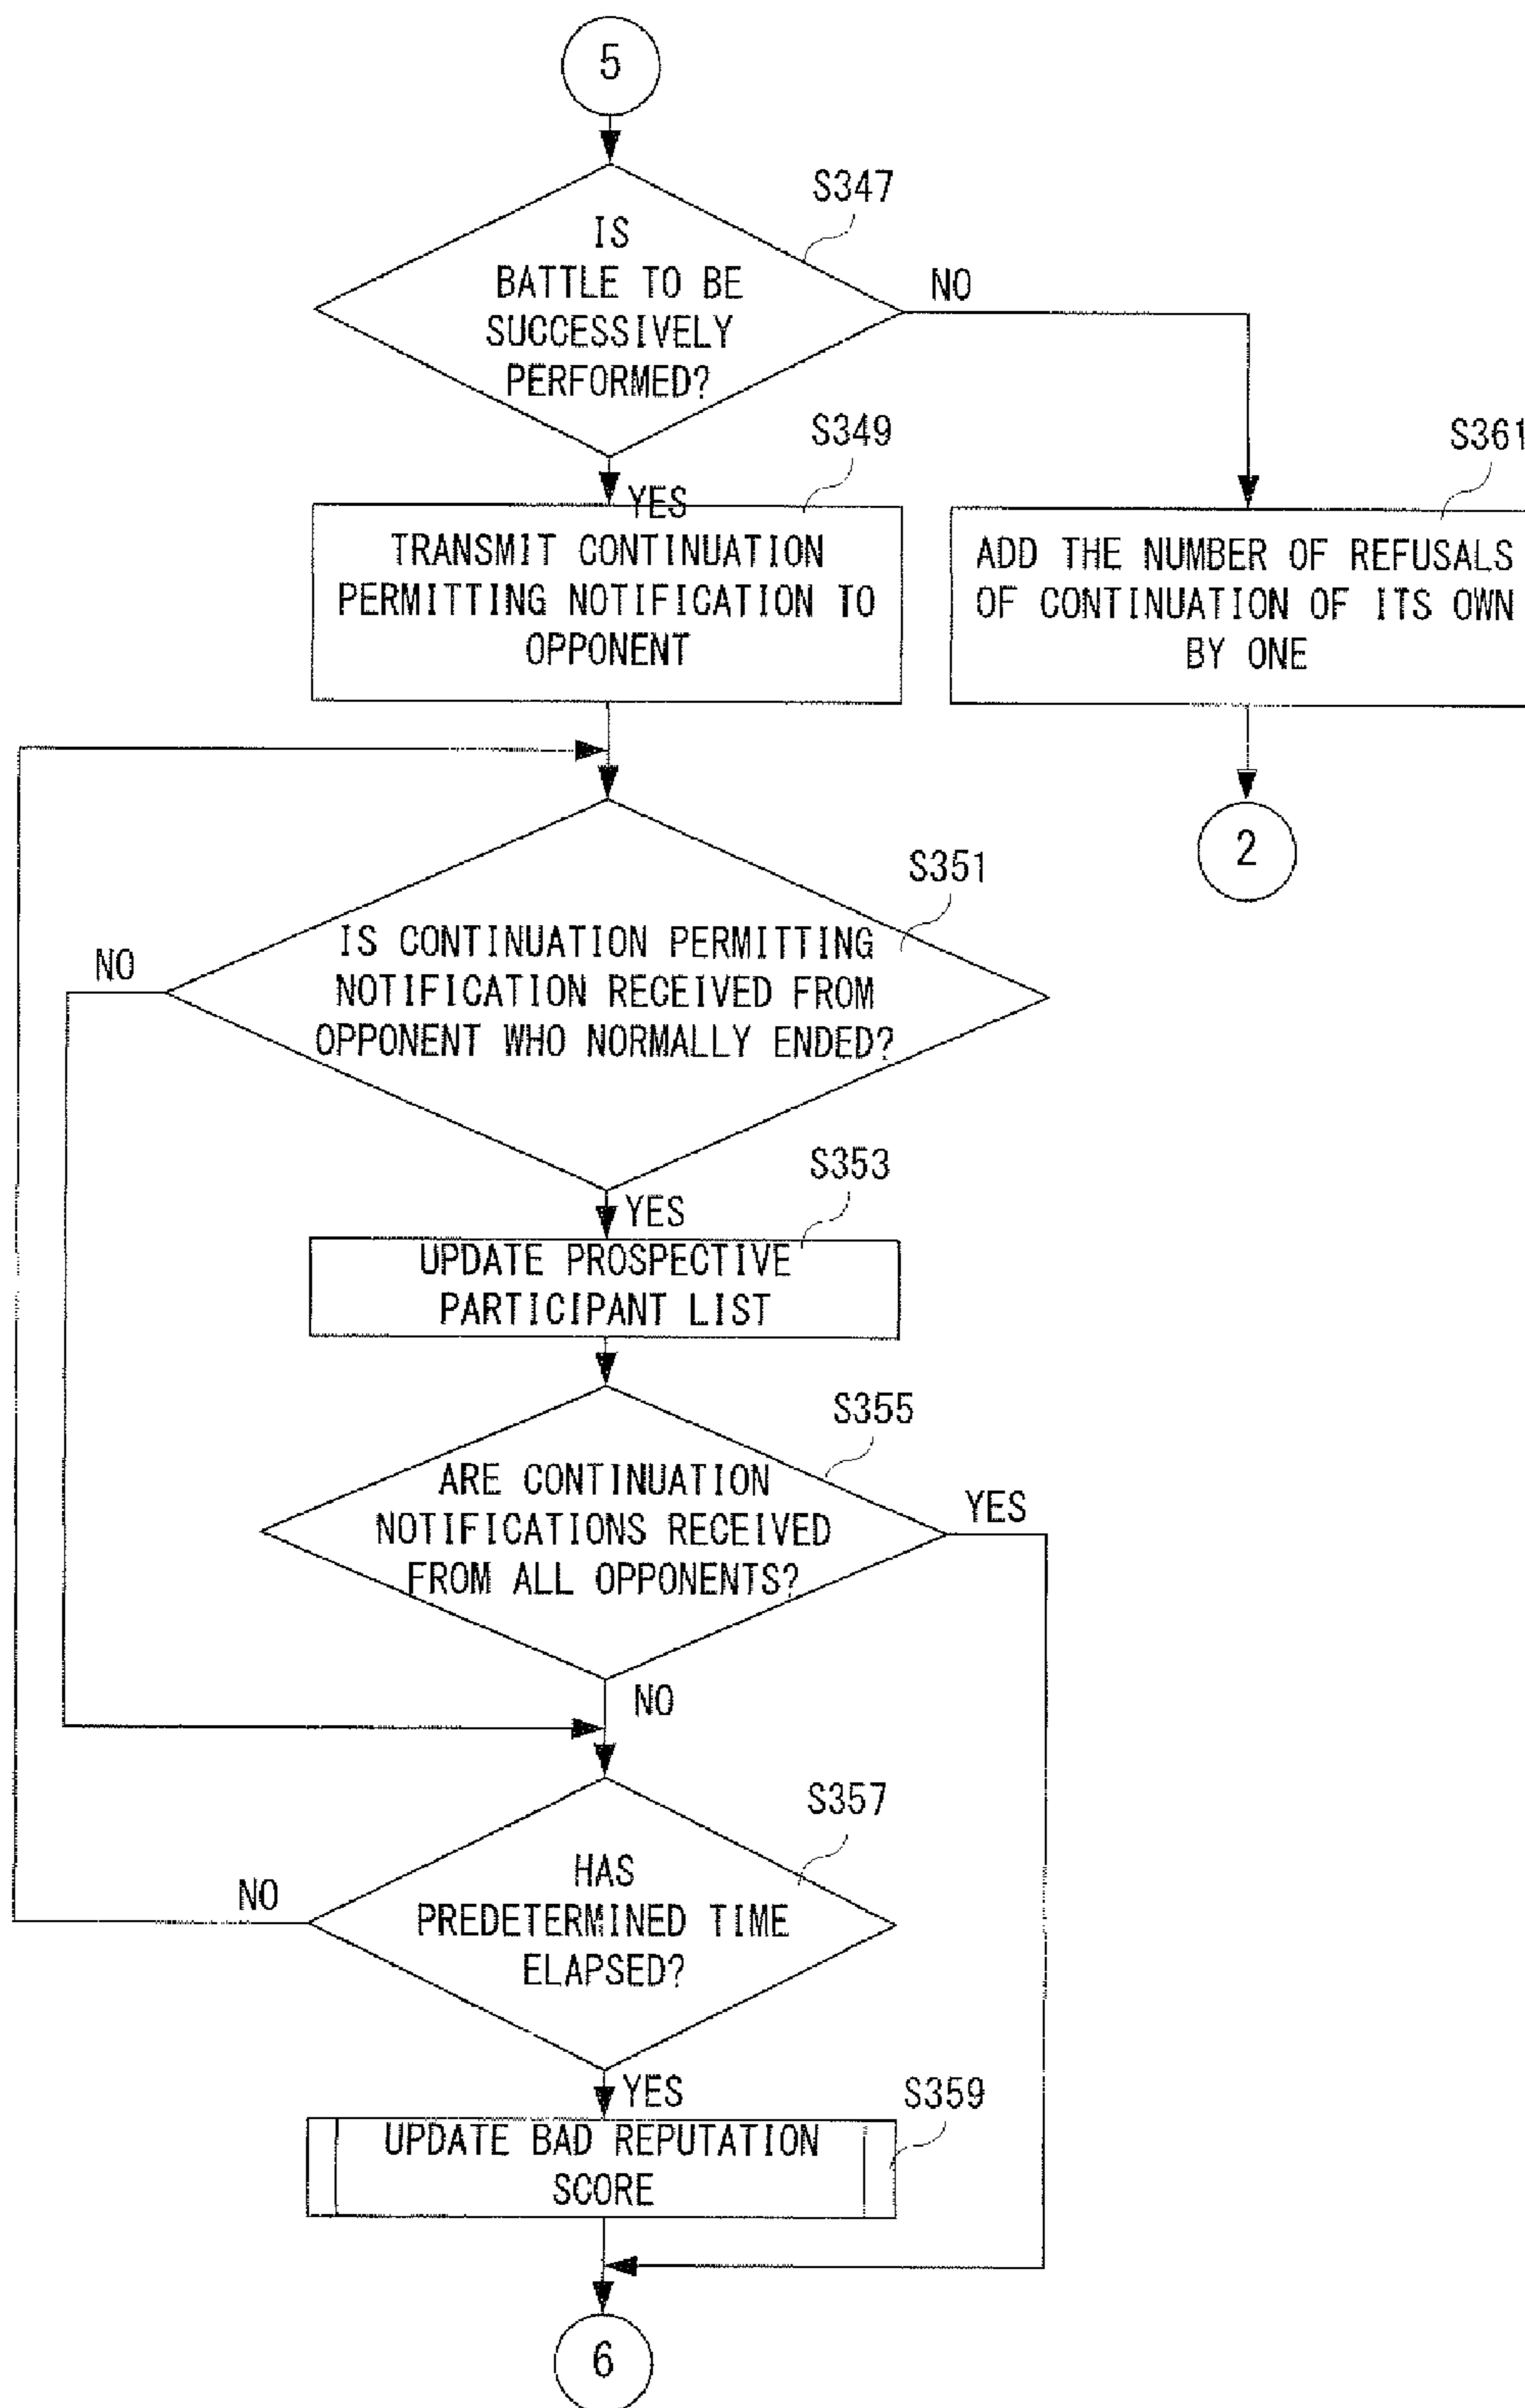 5
S347
IS
BATTLE TO BE
SUCCESSIVELY
PERFORMED?
NO
YES
S349
TRANSMIT CONTINUATION
PERMITTING NOTIFICATION TO
OPPONENT
S361
ADD THE NUMBER OF REFUSALS
OF CONTINUATION OF ITS OWN
BY ONE
2
S351
IS CONTINUATION PERMITTING
NOTIFICATION RECEIVED FROM
OPPONENT WHO NORMALLY ENDED?
NO
YES
S353
UPDATE PROSPECTIVE
PARTICIPANT LIST
S355
ARE CONTINUATION
NOTIFICATIONS RECEIVED
FROM ALL OPPONENTS?
YES
NO
S357
HAS
PREDETERMINED TIME
ELAPSED?
NO
YES
S359
UPDATE BAD REPUTATION
SCORE
6